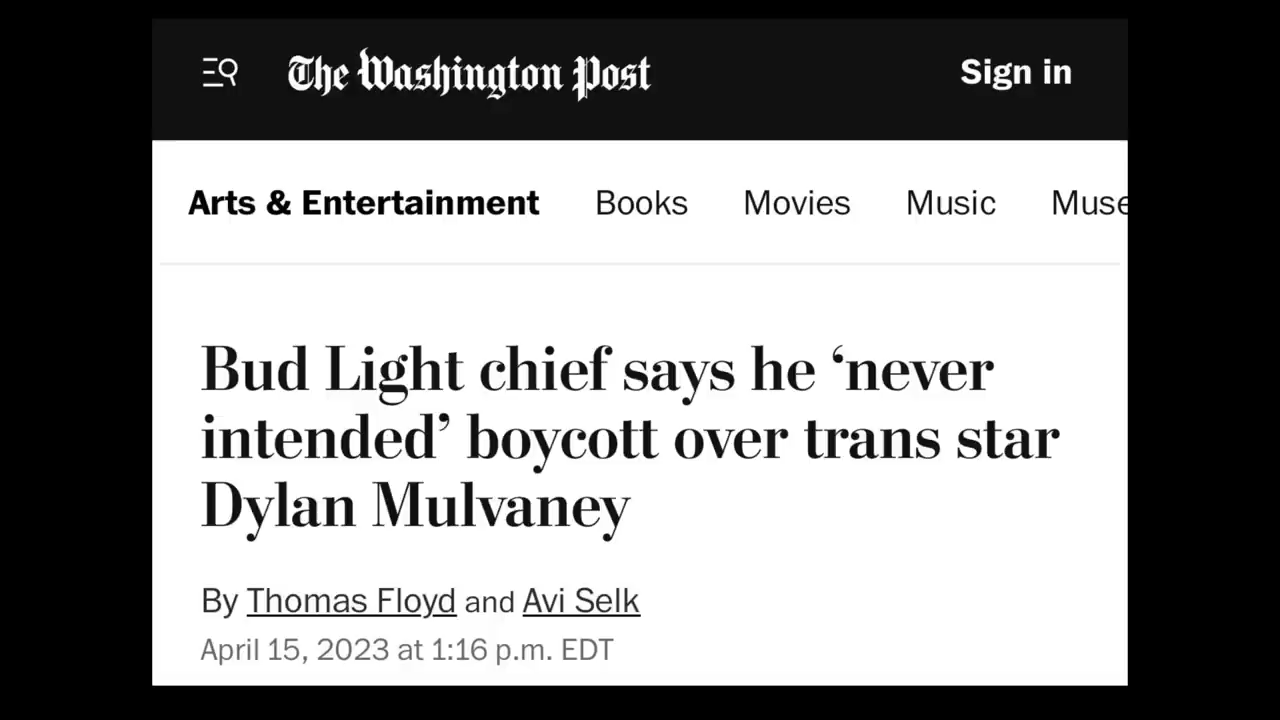 The Washington Post
Sign in
Arts & Entertainment Books Movies Music Muse
Bud Light chief says he ‘never
intended’ boycott over trans star
Dylan Mulvaney
By Thomas Floyd and Avi Selk
April 15, 2023 at 1:16 p.m. EDT